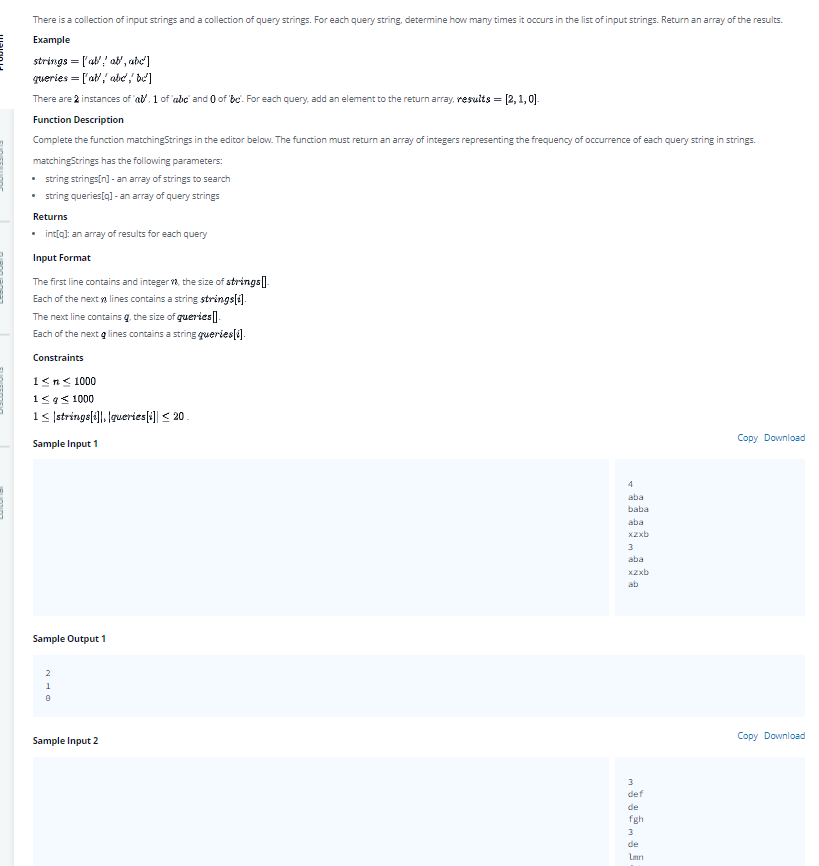 Problem
There is a collection of input strings and a collection of query strings. For each query string, determine how many times it occurs in the list of input strings. Return an array of the results.
Example
strings = ['ab',' ab', abc']
queries = ['ab',' abc',' bc']
There are 2 instances of 'ab', 1 of 'abc' and 0 of 'bc'. For each query, add an element to the return array, results = [2, 1, 0].
Function Description
Complete the function matchingStrings in the editor below. The function must return an array of integers representing the frequency of occurrence of each query string in strings.
matchingStrings has the following parameters:
• string strings[n] - an array of strings to search
• string queries[q] - an array of query strings
Returns
• int[q]: an array of results for each query
Input Format
The first line contains and integer n, the size of strings[].
Each of the next n lines contains a string strings[i].
The next line contains q, the size of queries[].
Each of the next q lines contains a string queries[i].
Constraints
1 ≤ n ≤ 1000
1 ≤ q ≤ 1000
1 ≤ |strings[i]|, |queries[i]| ≤ 20 .
Sample Input 1
Copy Download
4
aba
baba
aba
xzxb
3
aba
xzxb
ab
Sample Output 1
2
1
0
Sample Input 2
Copy Download
3
def
de
fgh
3
de
lmn